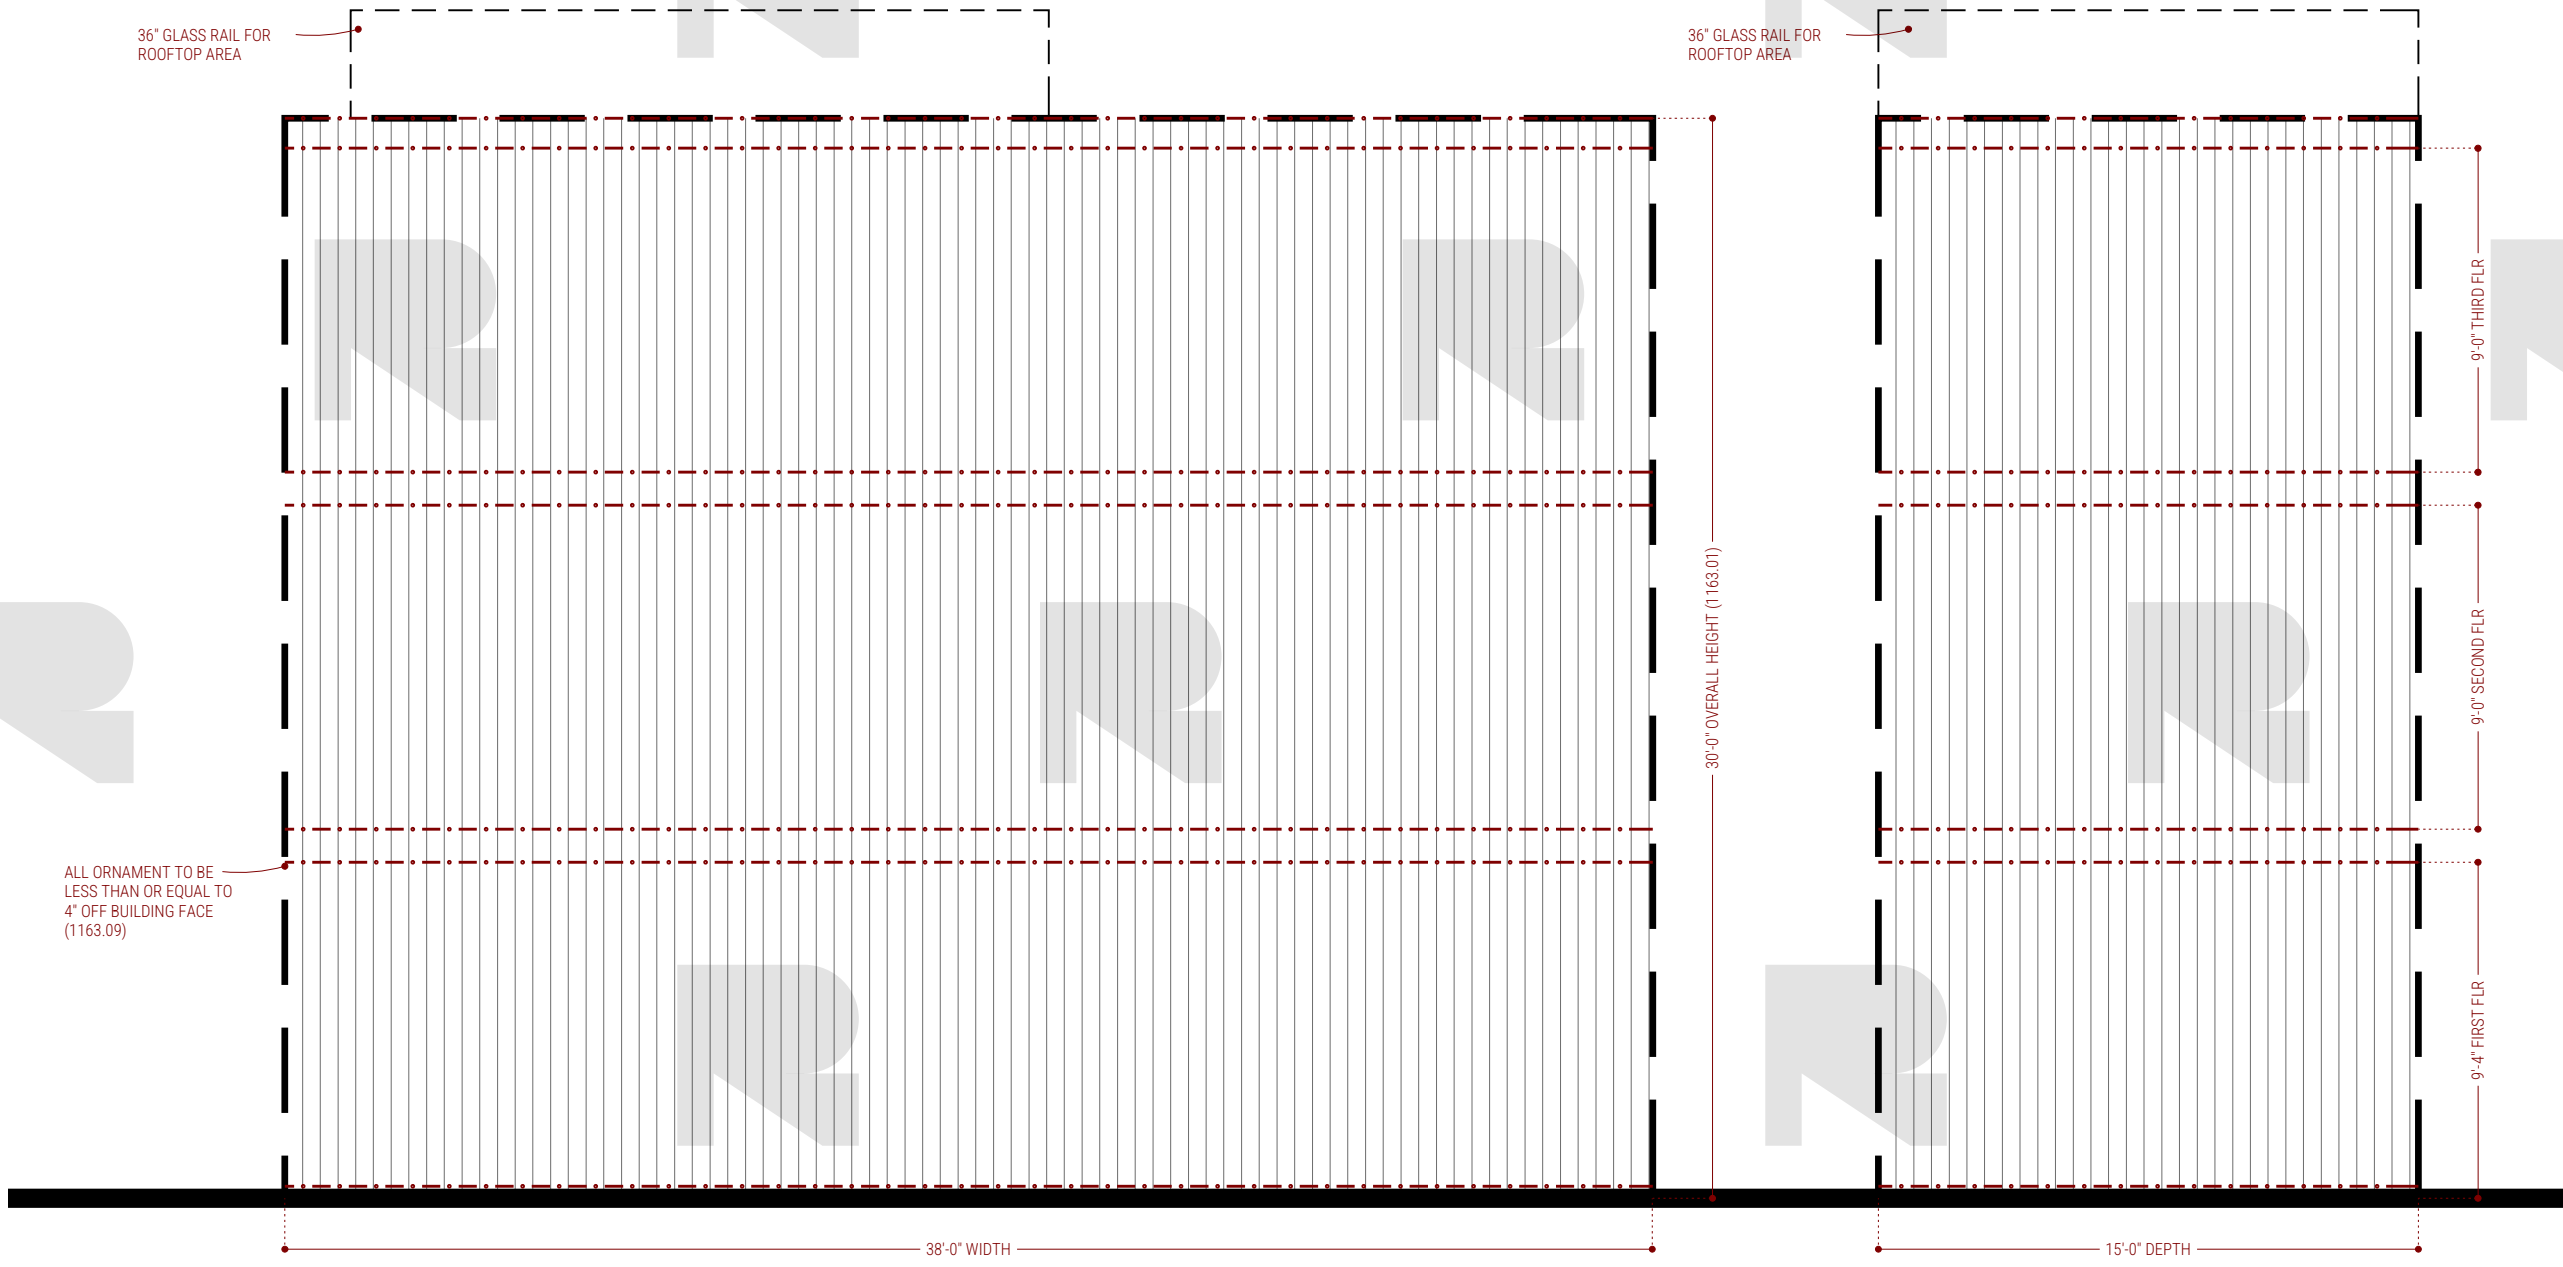 36" GLASS RAIL FOR
ROOFTOP AREA
36" GLASS RAIL FOR
ROOFTOP AREA
9'-0" THIRD FLR
30'-0" OVERALL HEIGHT (1163.01)
9'-0" SECOND FLR
ALL ORNAMENT TO BE
LESS THAN OR EQUAL TO
4" OFF BUILDING FACE
(1163.09)
9'-4" FIRST FLR
38'-0" WIDTH
15'-0" DEPTH